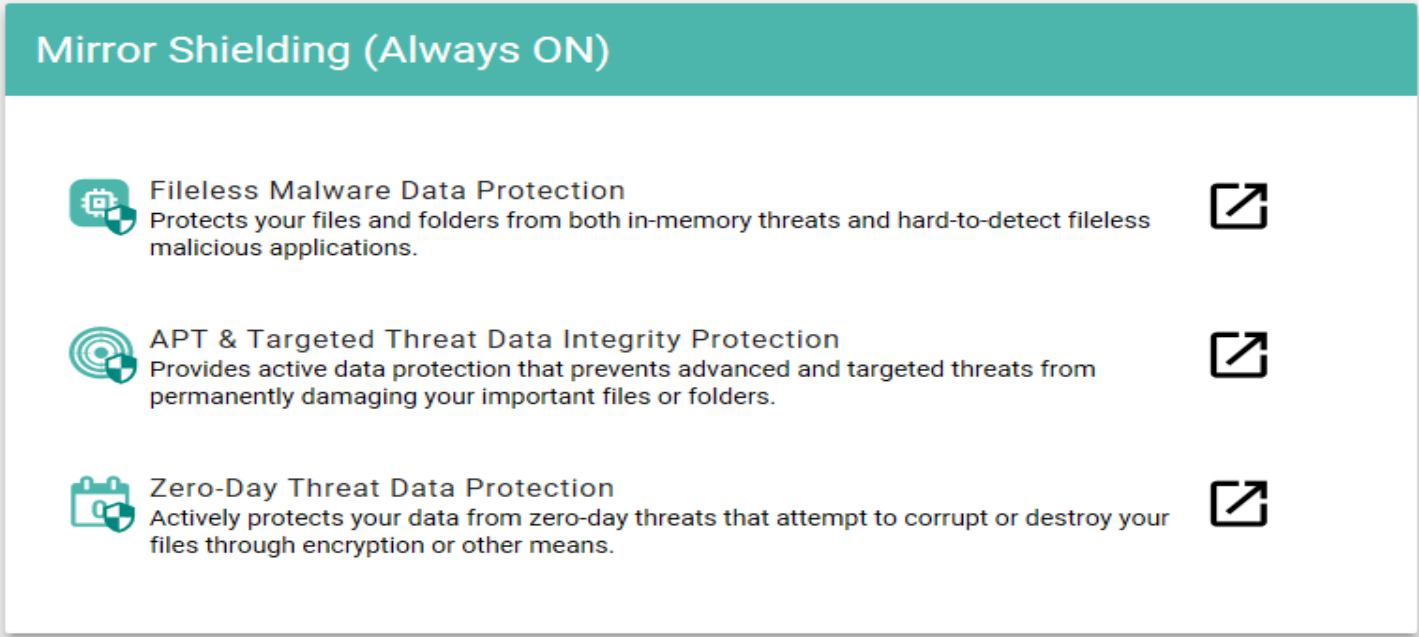 Mirror Shielding (Always ON)
Fileless Malware Data Protection
Protects your files and folders from both in-memory threats and hard-to-detect fileless
malicious applications.
APT & Targeted Threat Data Integrity Protection
Provides active data protection that prevents advanced and targeted threats from
permanently damaging your important files or folders.
0
Zero-Day Threat Data Protection
Actively protects your data from zero-day threats that attempt to corrupt or destroy your
files through encryption or other means.